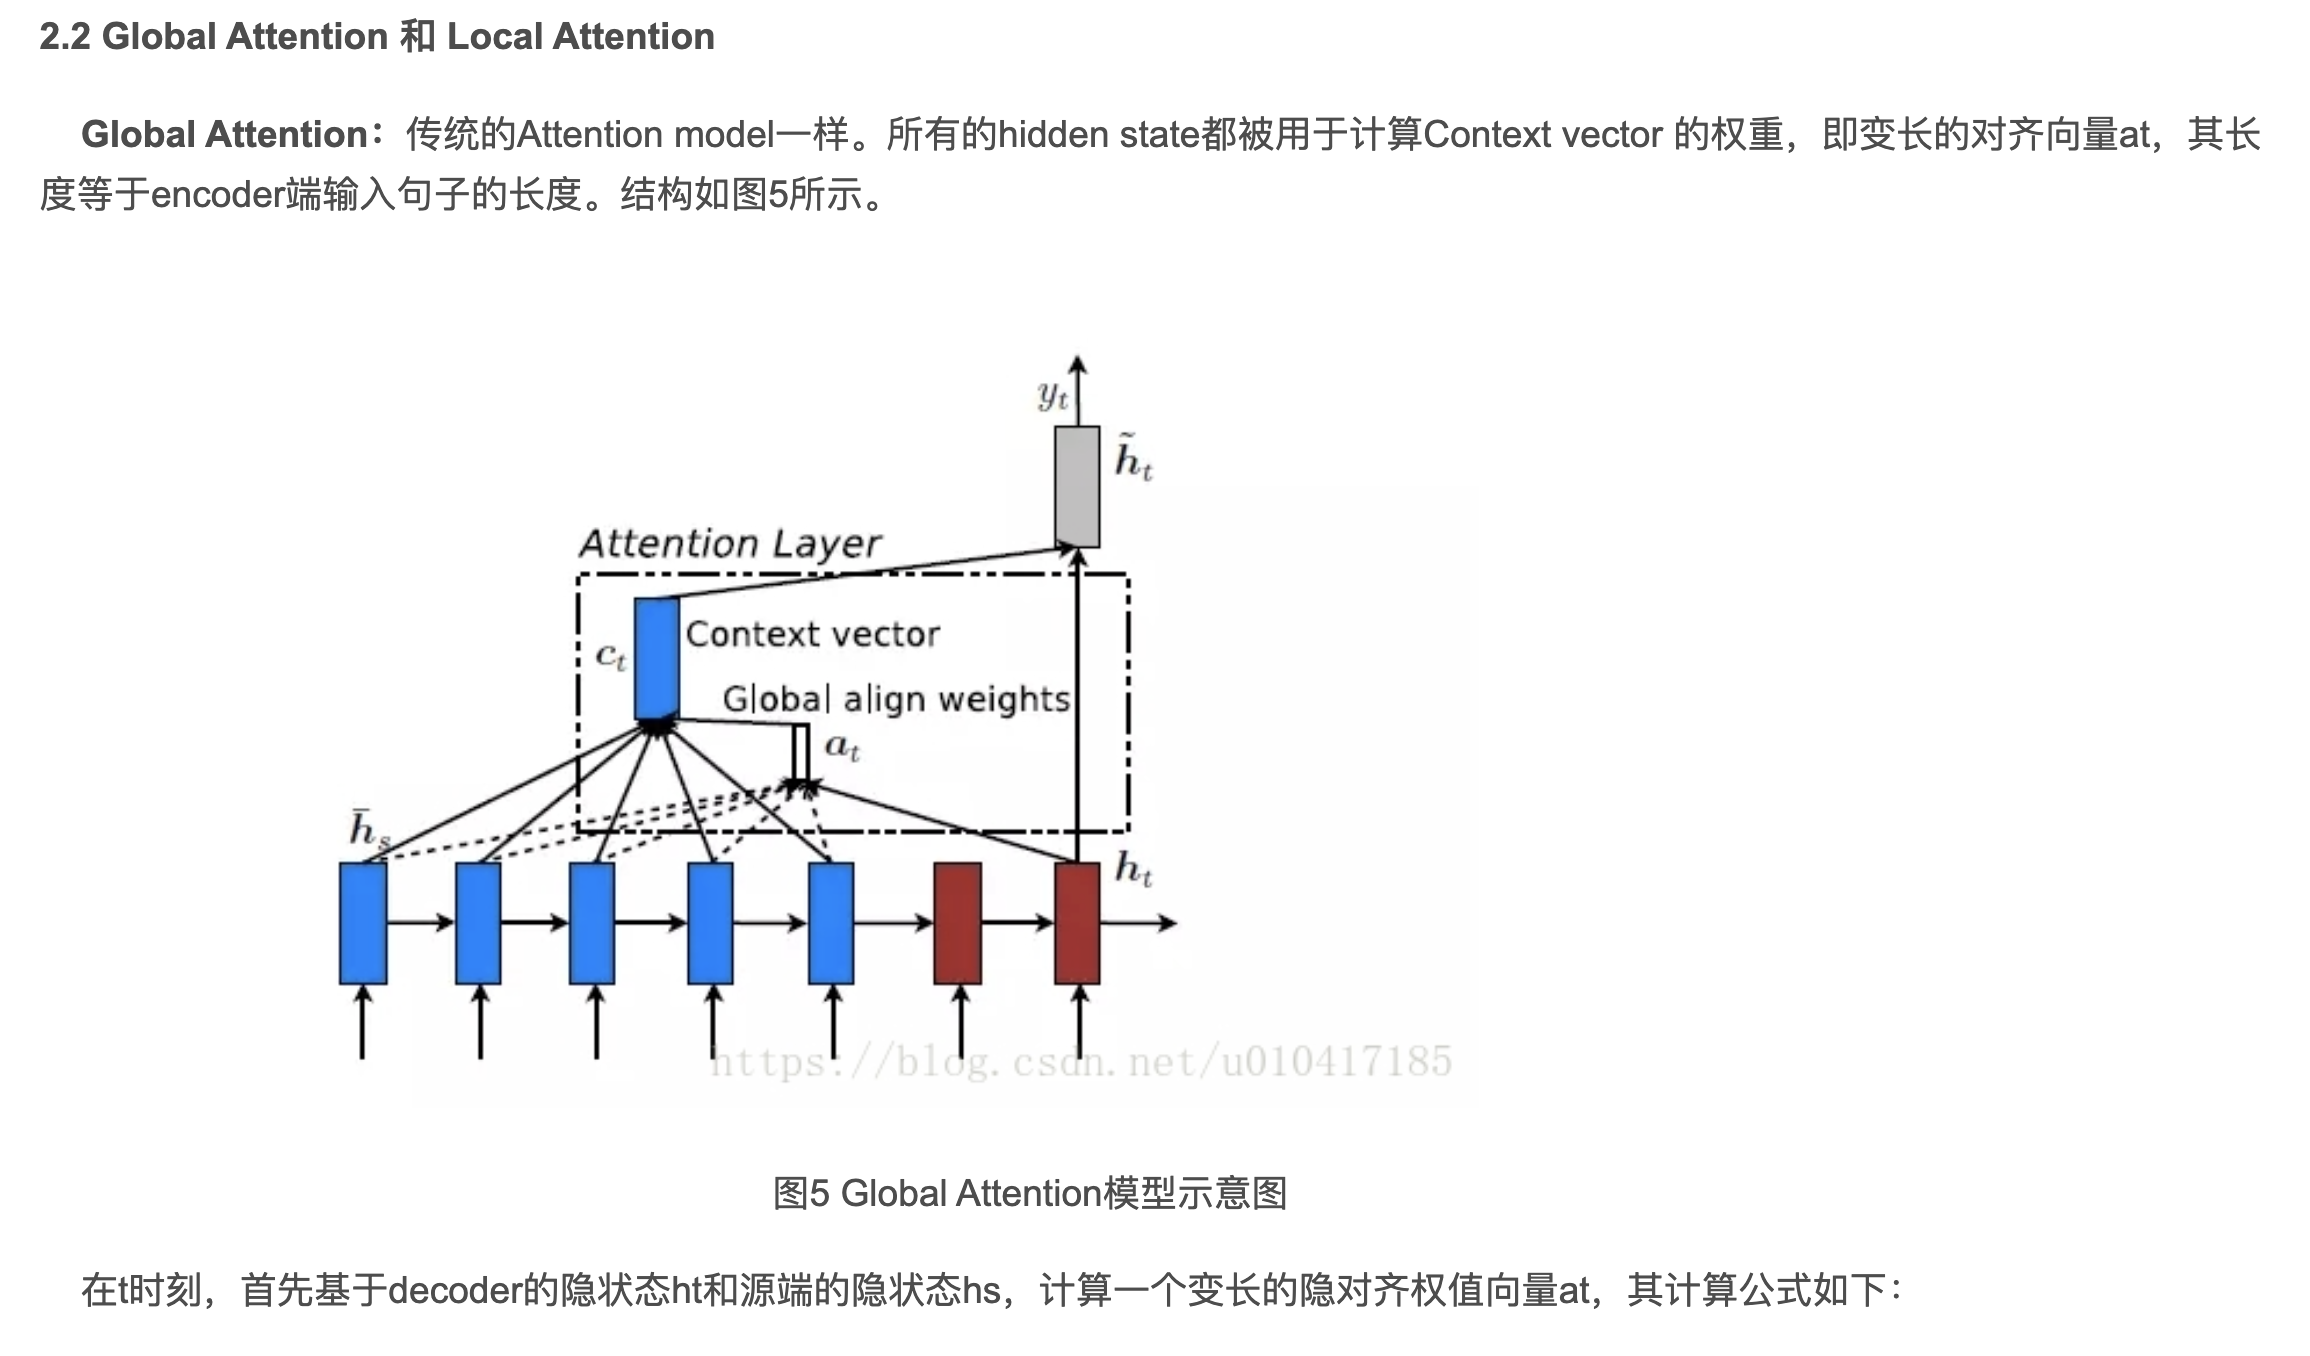 2.2 Global Attention 和 Local Attention
Global Attention：传统的Attention model一样。所有的hidden state都被用于计算Context vector 的权重，即变长的对齐向量at，其长
度等于encoder端输入句子的长度。结构如图5所示。
yₜ
h̃ₜ
Attention Layer
Context vector
cₜ
Global align weights
aₜ
h̄ₛ
hₜ
https://blog.csdn.net/u010417185
图5 Global Attention模型示意图
在t时刻，首先基于decoder的隐状态ht和源端的隐状态hs，计算一个变长的隐对齐权值向量at，其计算公式如下：